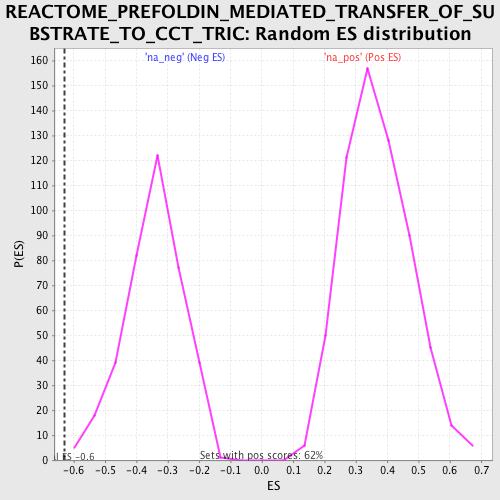 REACTOME_PREFOLDIN_MEDIATED_TRANSFER_OF_SU
BSTRATE_TO_CCT_TRIC: Random ES distribution
'na_neg' (Neg ES) 'na_pos' (Pos ES)
160
150
140
130
120
110
100
90
80
70
60
50
40
30
20
10
0
P(ES)
ES -0.6 Sets with pos scores: 62%
-0.6 -0.5 -0.4 -0.3 -0.2 -0.1 0.0 0.1 0.2 0.3 0.4 0.5 0.6 0.7
ES